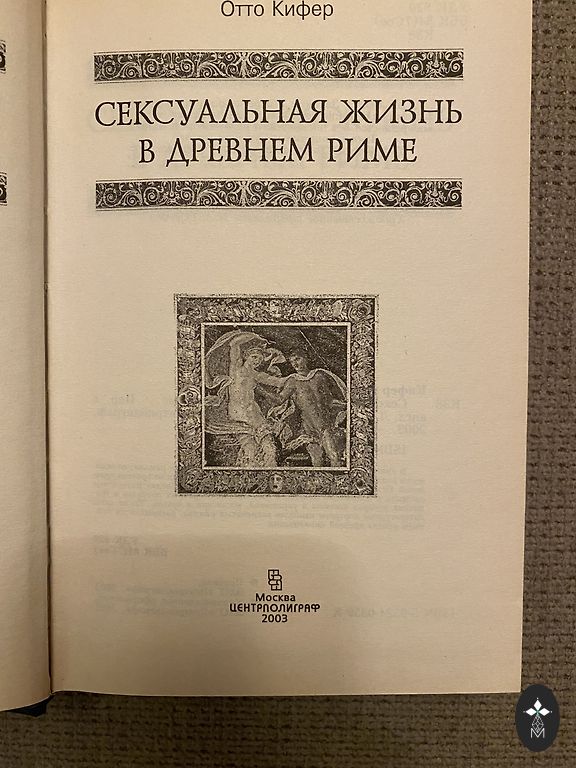 Отто Кифер
СЕКСУАЛЬНАЯ ЖИЗНЬ
В ДРЕВНЕМ РИМЕ
Москва
ЦЕНТРПОЛИГРАФ
2003
М